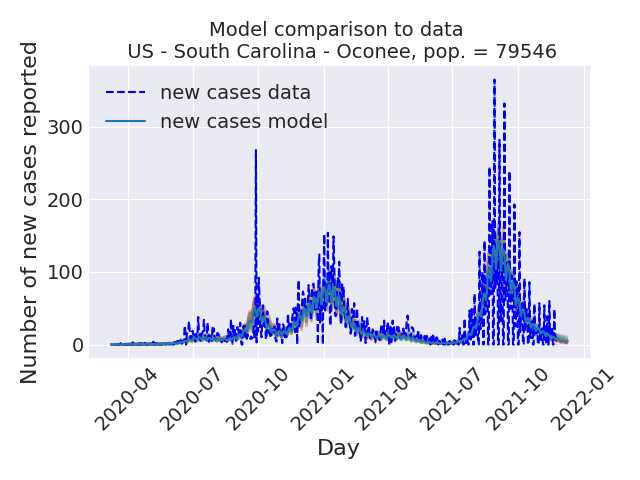 Model comparison to data
US - South Carolina - Oconee, pop. = 79546
new cases data
new cases model
Number of new cases reported
300
200
100
0
2020-04
2020-07
2020-10
2021-01
2021-04
2021-07
2021-10
2022-01
Day